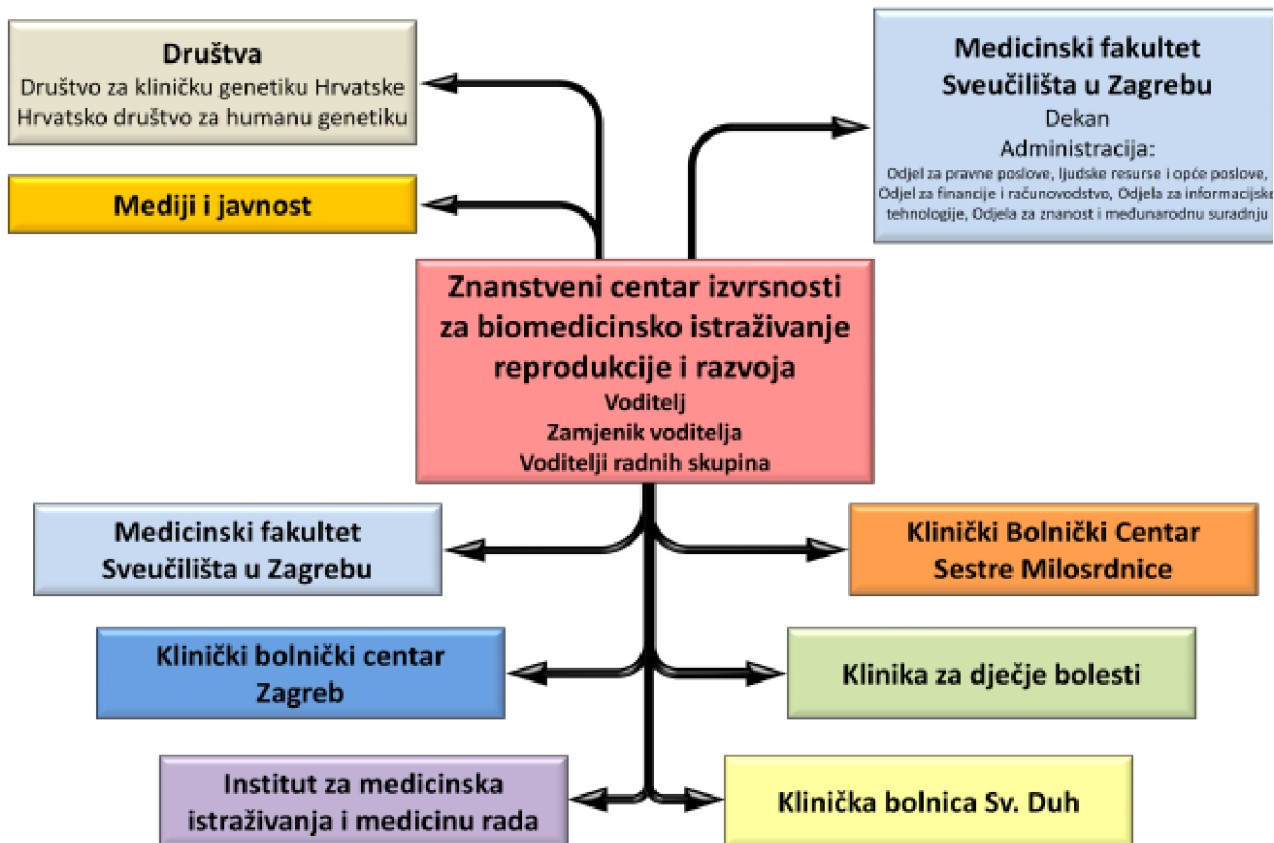 Društva
Društvo za kliničku genetiku Hrvatske
Hrvatsko društvo za humanu genetiku
Mediji i javnost
Medicinski fakultet
Sveučilišta u Zagrebu
Dekan
Administracija:
Odjel za pravne poslove, ljudske resurse i opće poslove,
Odjel za financije i računovodstvo, Odjela za informacijske
tehnologije, Odjela za znanost i međunarodnu suradnju
Znanstveni centar izvrsnosti
za biomedicinsko istraživanje
reprodukcije i razvoja
Voditelj
Zamjenik voditelja
Voditelji radnih skupina
Medicinski fakultet
Sveučilišta u Zagrebu
Klinički Bolnički Centar
Sestre Milosrdnice
Klinički bolnički centar
Zagreb
Klinika za dječje bolesti
Institut za medicinska
istraživanja i medicinu rada
Klinička bolnica Sv. Duh